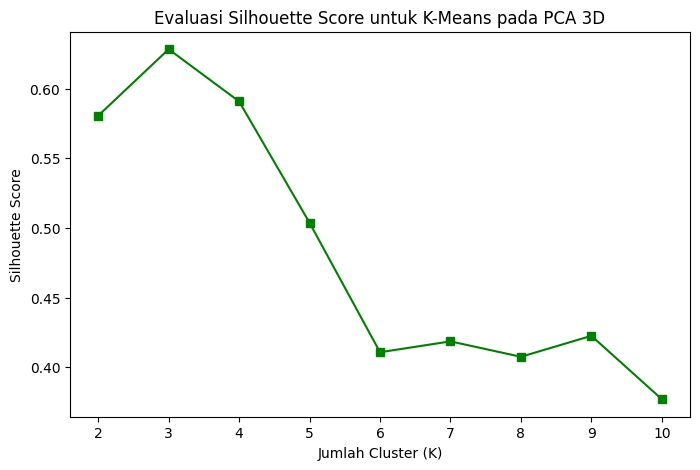 Evaluasi Silhouette Score untuk K-Means pada PCA 3D
Silhouette Score
0.60
0.55
0.50
0.45
0.40
2 3 4 5 6 7 8 9 10
Jumlah Cluster (K)